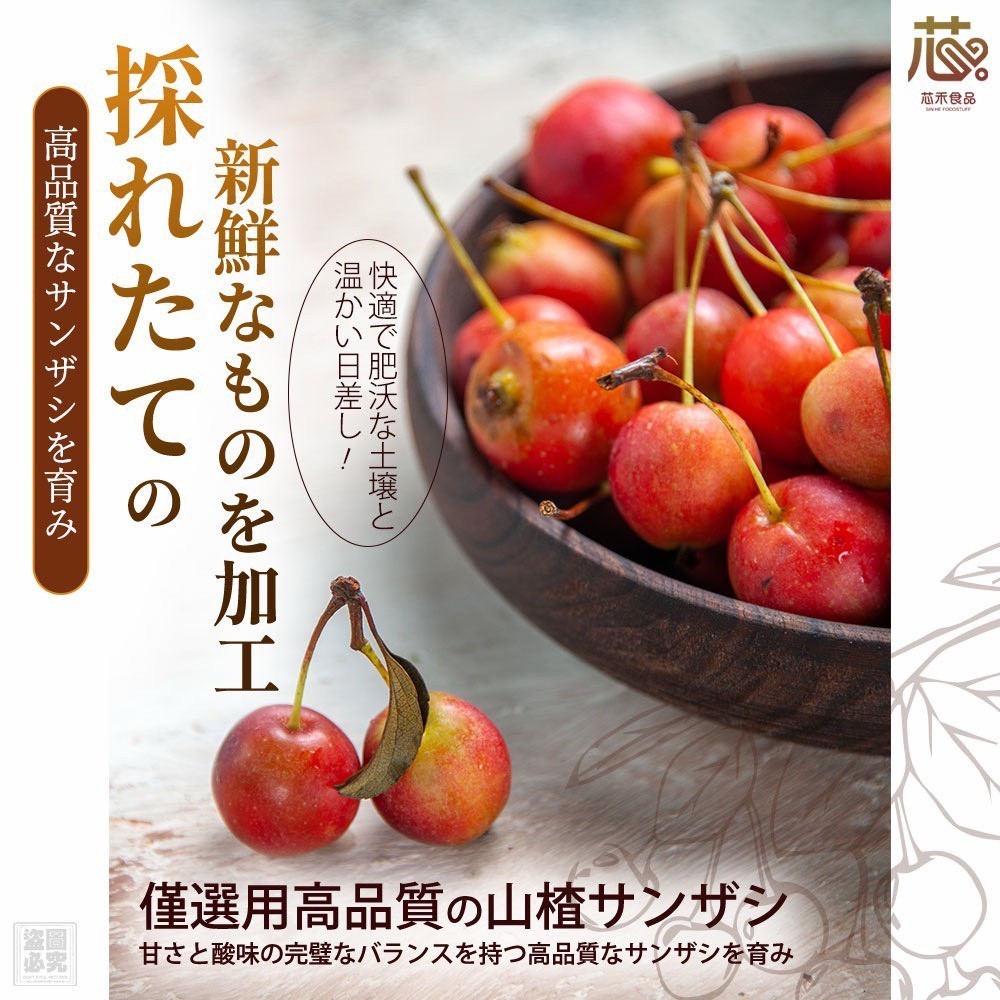 芯
芯禾食品
SIN HE FOODSTUFF
高品質なサンザシを育み
採れたての
新鮮なものを加工
快適で肥沃な土壌と
温かい日差し！
僅選用高品質の山楂サンザシ
甘さと酸味の完璧なバランスを持つ高品質なサンザシを育み
盜圖
必究